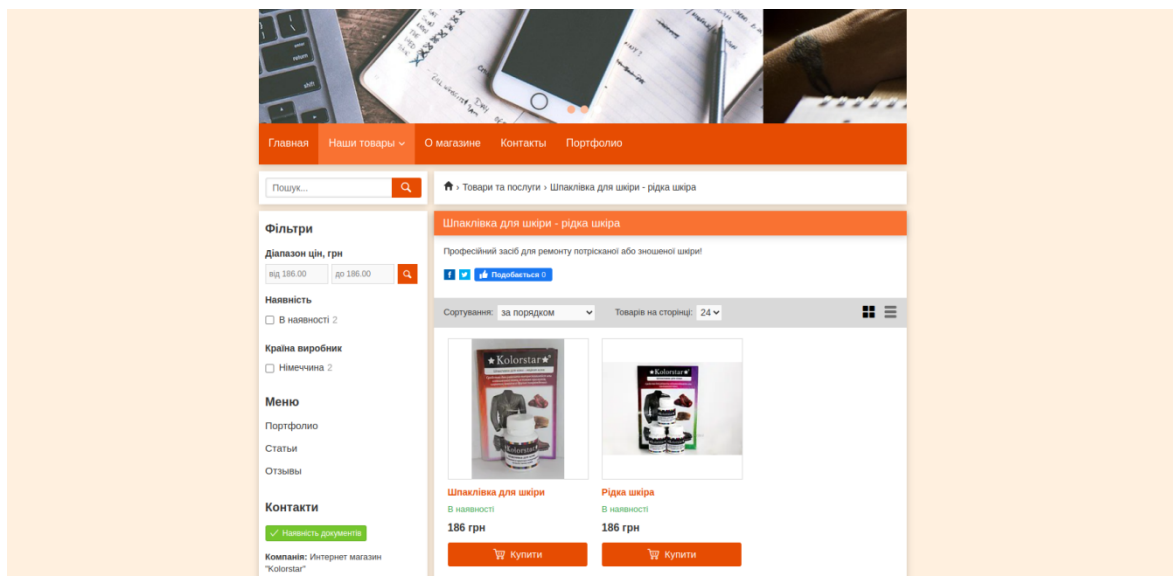 Главная
Наши товары
О магазине
Контакты
Портфолио
Пошук...
› Товари та послуги › Шпаклівка для шкіри - рідка шкіра
Фільтри
Діапазон цін, грн
від 186.00
до 186.00
Наявність
В наявності 2
Країна виробник
Німеччина 2
Меню
Портфолио
Статьи
Отзывы
Контакти
Наявність документів
Компанія: Интернет магазин
"Kolorstar"
Шпаклівка для шкіри - рідка шкіра
Професійний засіб для ремонту потрісканої або зношеної шкіри!
Подобається 0
Сортування: за порядком
Товарів на сторінці: 24
★Kolorstar★
Kolorstar
Шпаклівка для шкіри
В наявності
186 грн
Купити
★Kolorstar★
Рідка шкіра
В наявності
186 грн
Купити